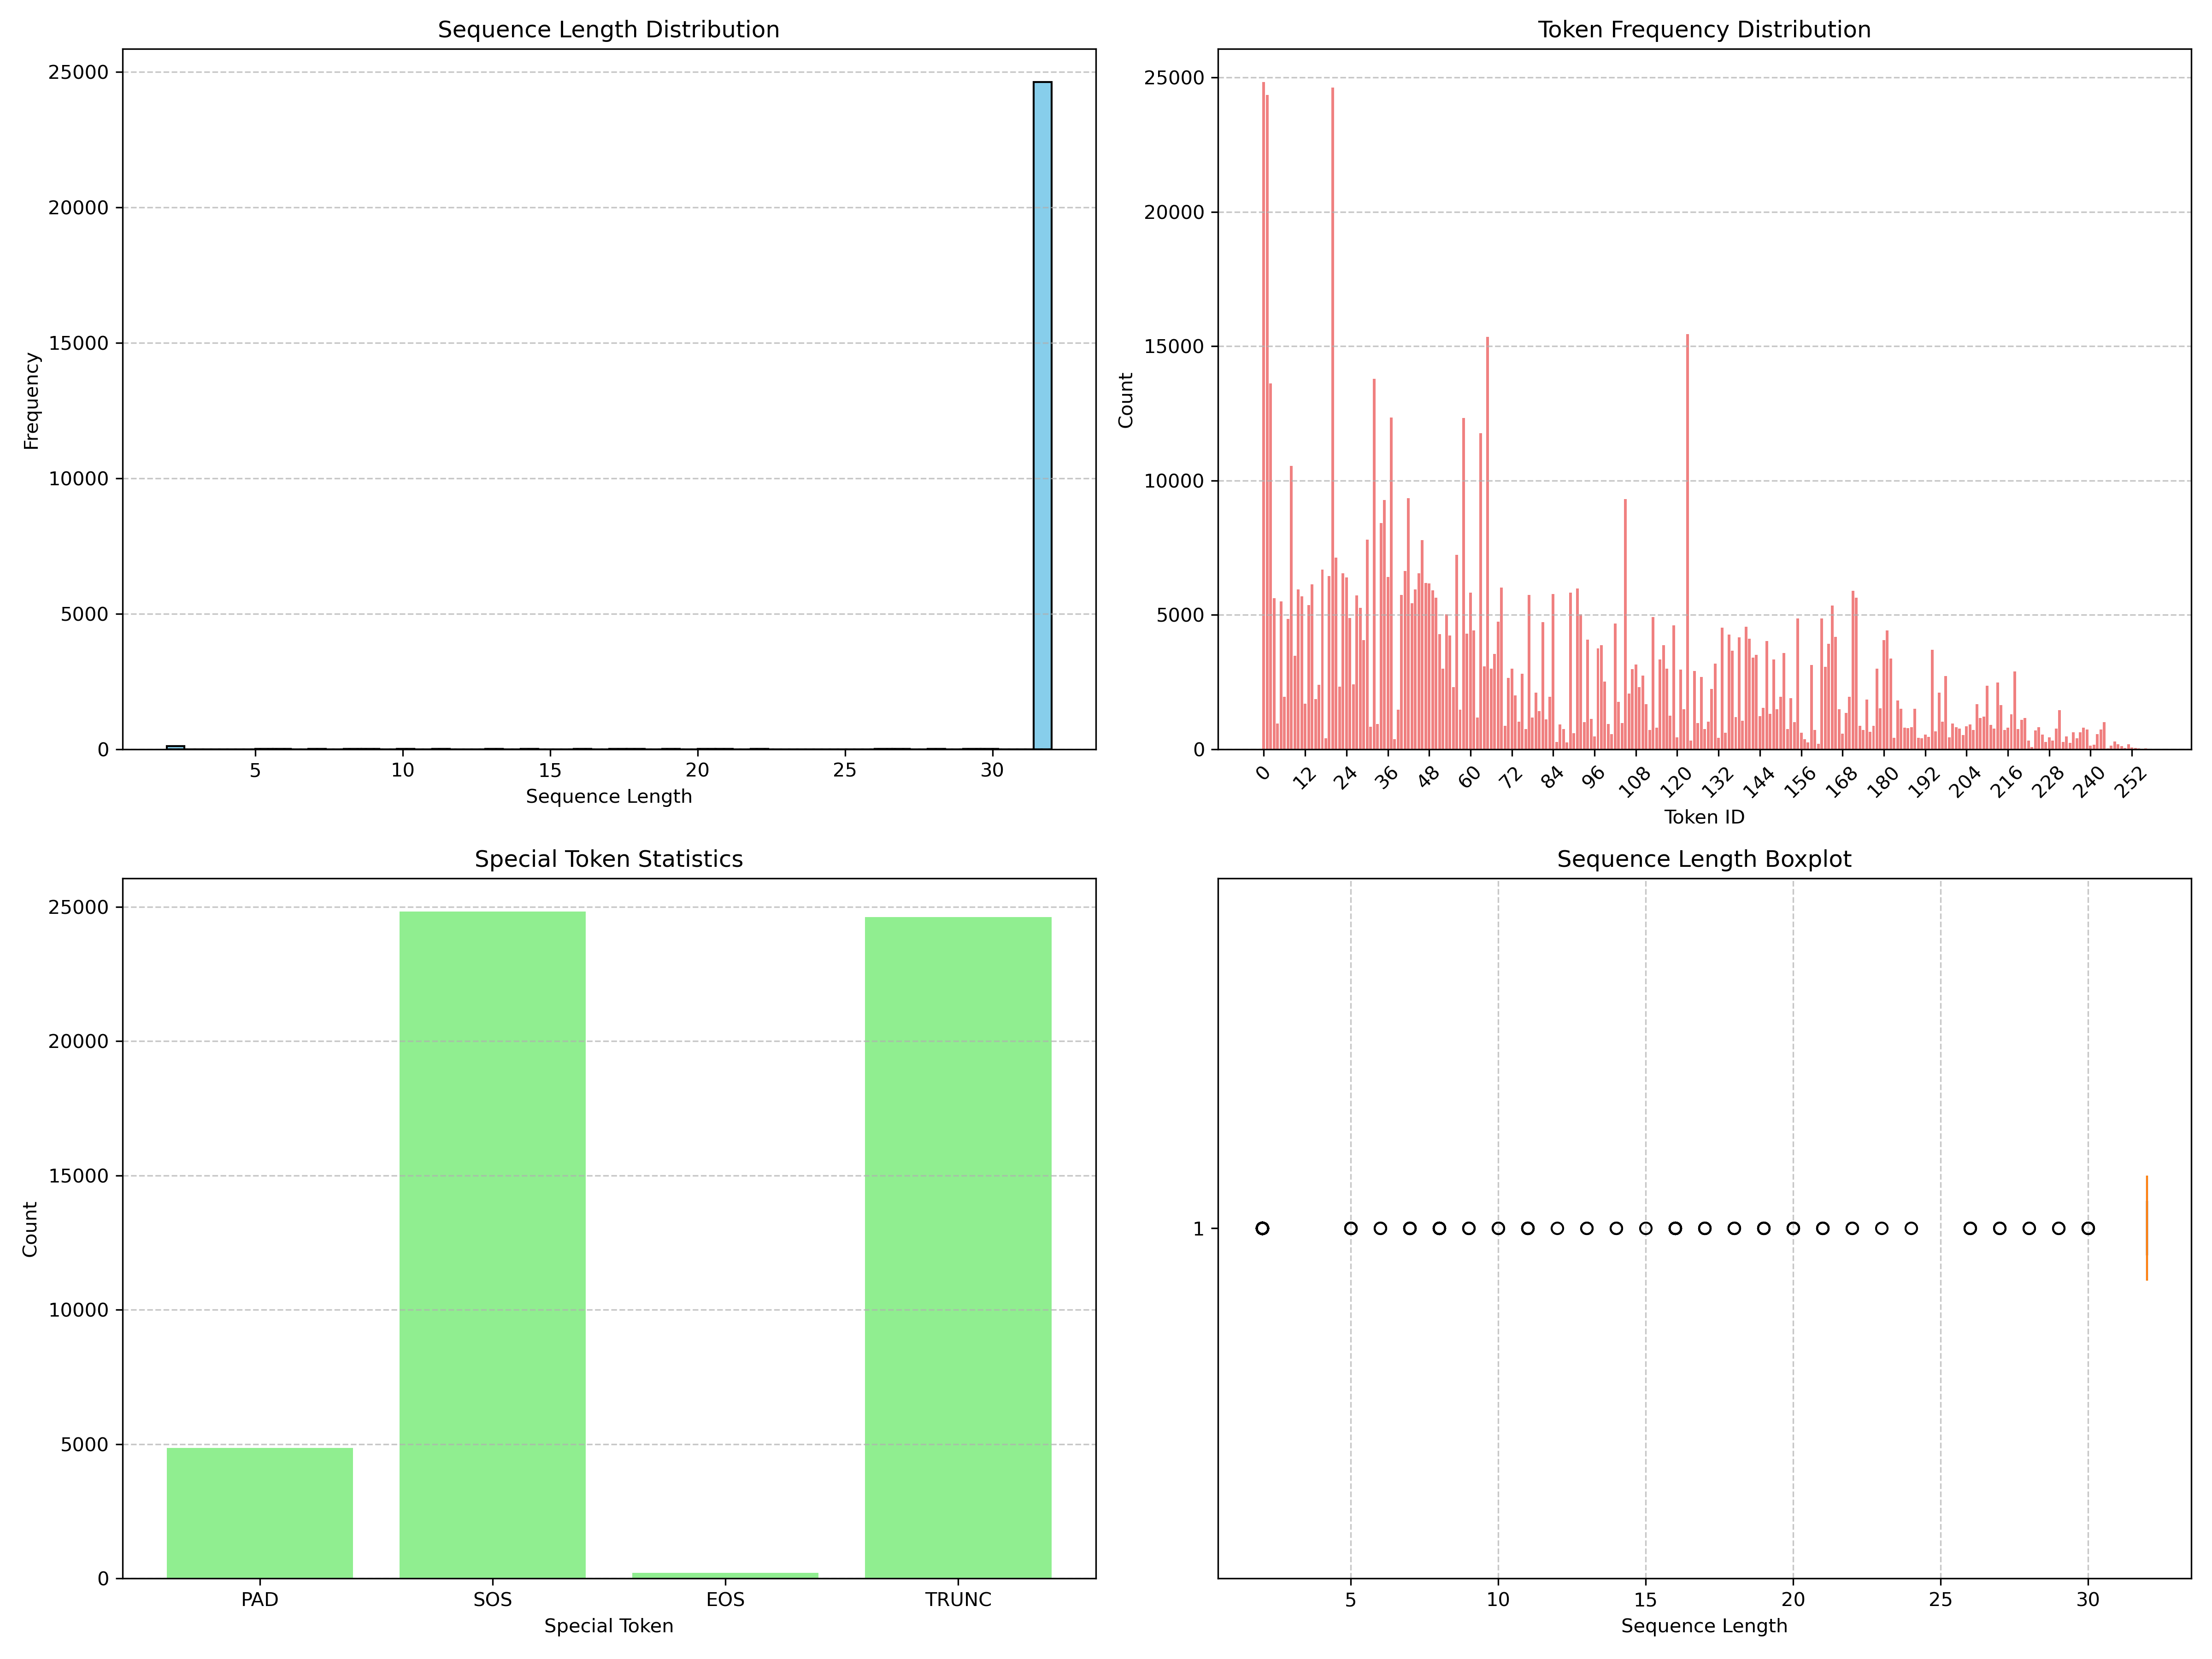 Sequence Length Distribution
25000
20000
15000
10000
5000
0
Frequency
5 10 15 20 25 30
Sequence Length
Token Frequency Distribution
25000
20000
15000
10000
5000
0
Count
0 12 24 36 48 60 72 84 96 108 120 132 144 156 168 180 192 204 216 228 240 252
Token ID
Special Token Statistics
25000
20000
15000
10000
5000
0
Count
PAD SOS EOS TRUNC
Special Token
Sequence Length Boxplot
1
5 10 15 20 25 30
Sequence Length